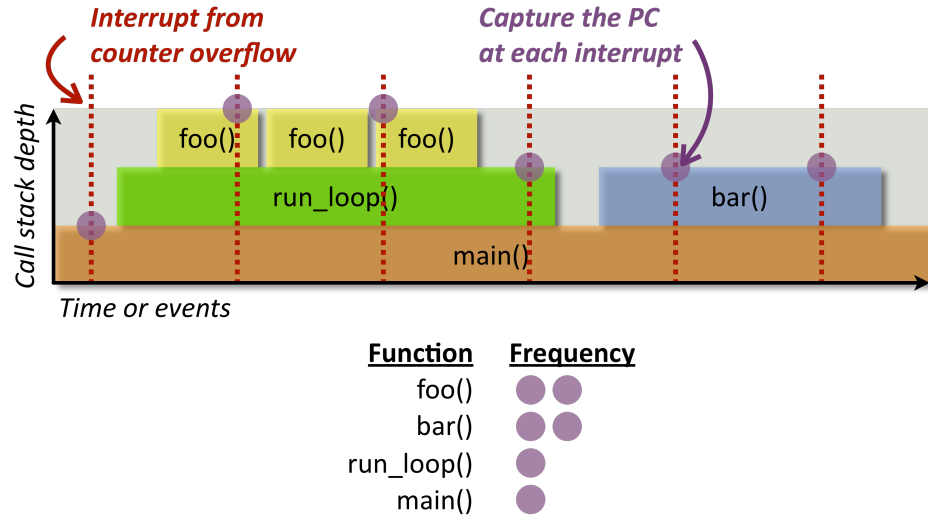 Interrupt from
counter overflow
Capture the PC
at each interrupt
Call stack depth
foo()
foo()
foo()
run_loop()
bar()
main()
Time or events
Function Frequency
foo()
bar()
run_loop()
main()